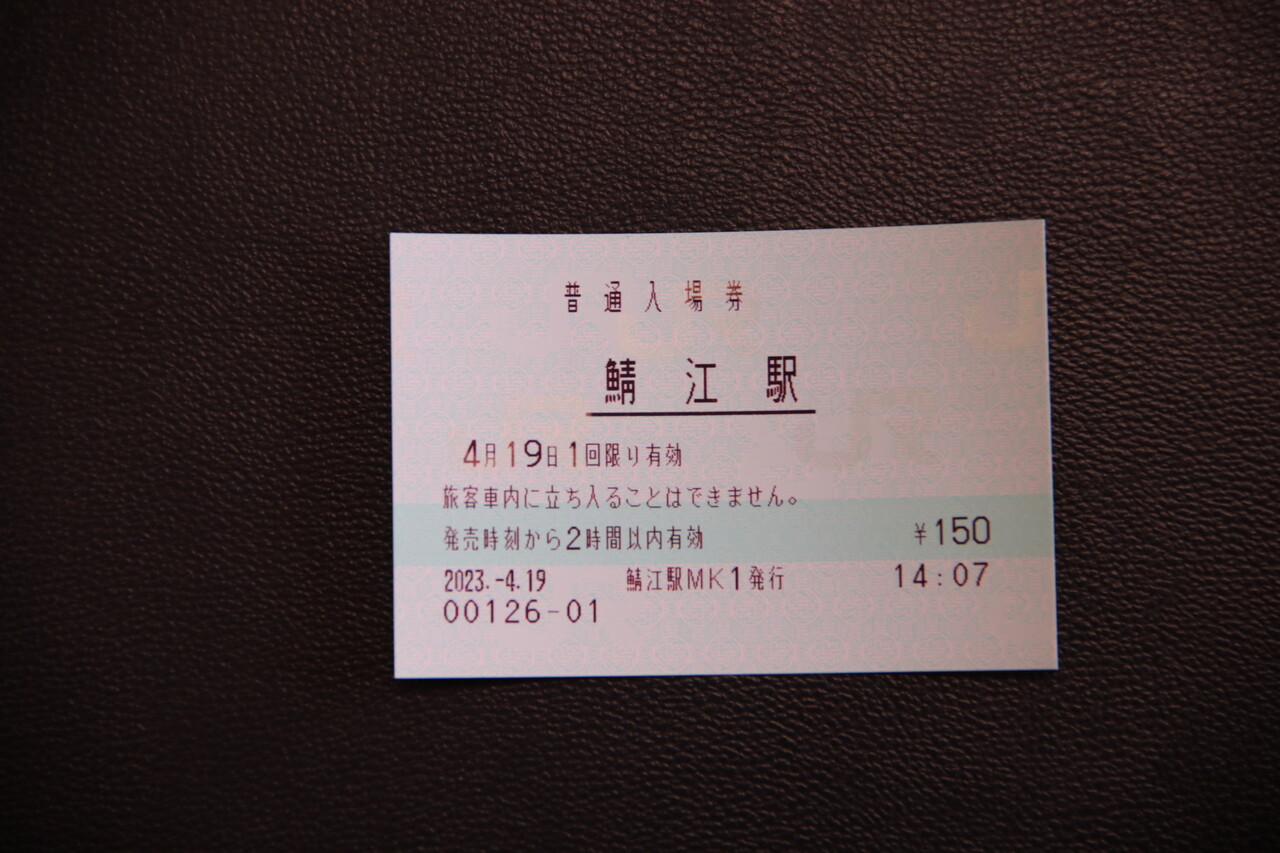 普通入場券
鯖江駅
4月19日1回限り有効
旅客車内に立ち入ることはできません。
発売時刻から2時間以内有効 ¥150
2023.-4.19 鯖江駅MK1発行 14:07
00126-01